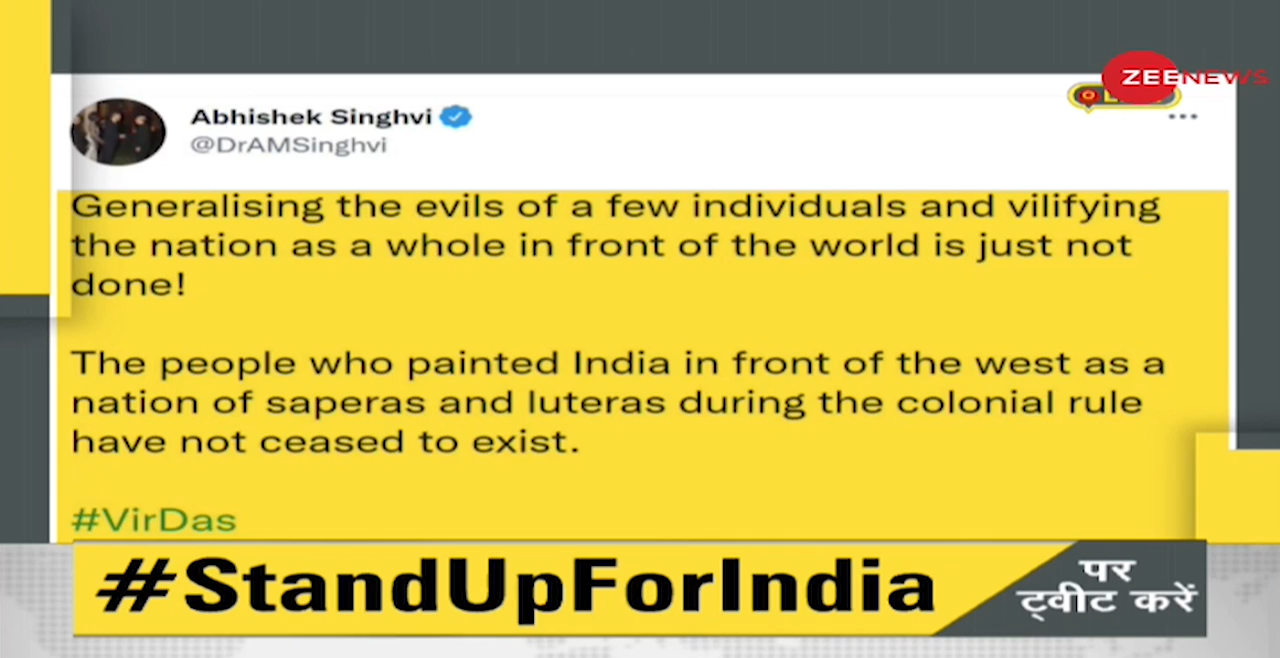 ZEENEWS
Abhishek Singhvi
@DrAMSinghvi
Generalising the evils of a few individuals and vilifying
the nation as a whole in front of the world is just not
done!
The people who painted India in front of the west as a
nation of saperas and luteras during the colonial rule
have not ceased to exist.
#VirDas
#StandUpForIndia
पर
ट्वीट करें